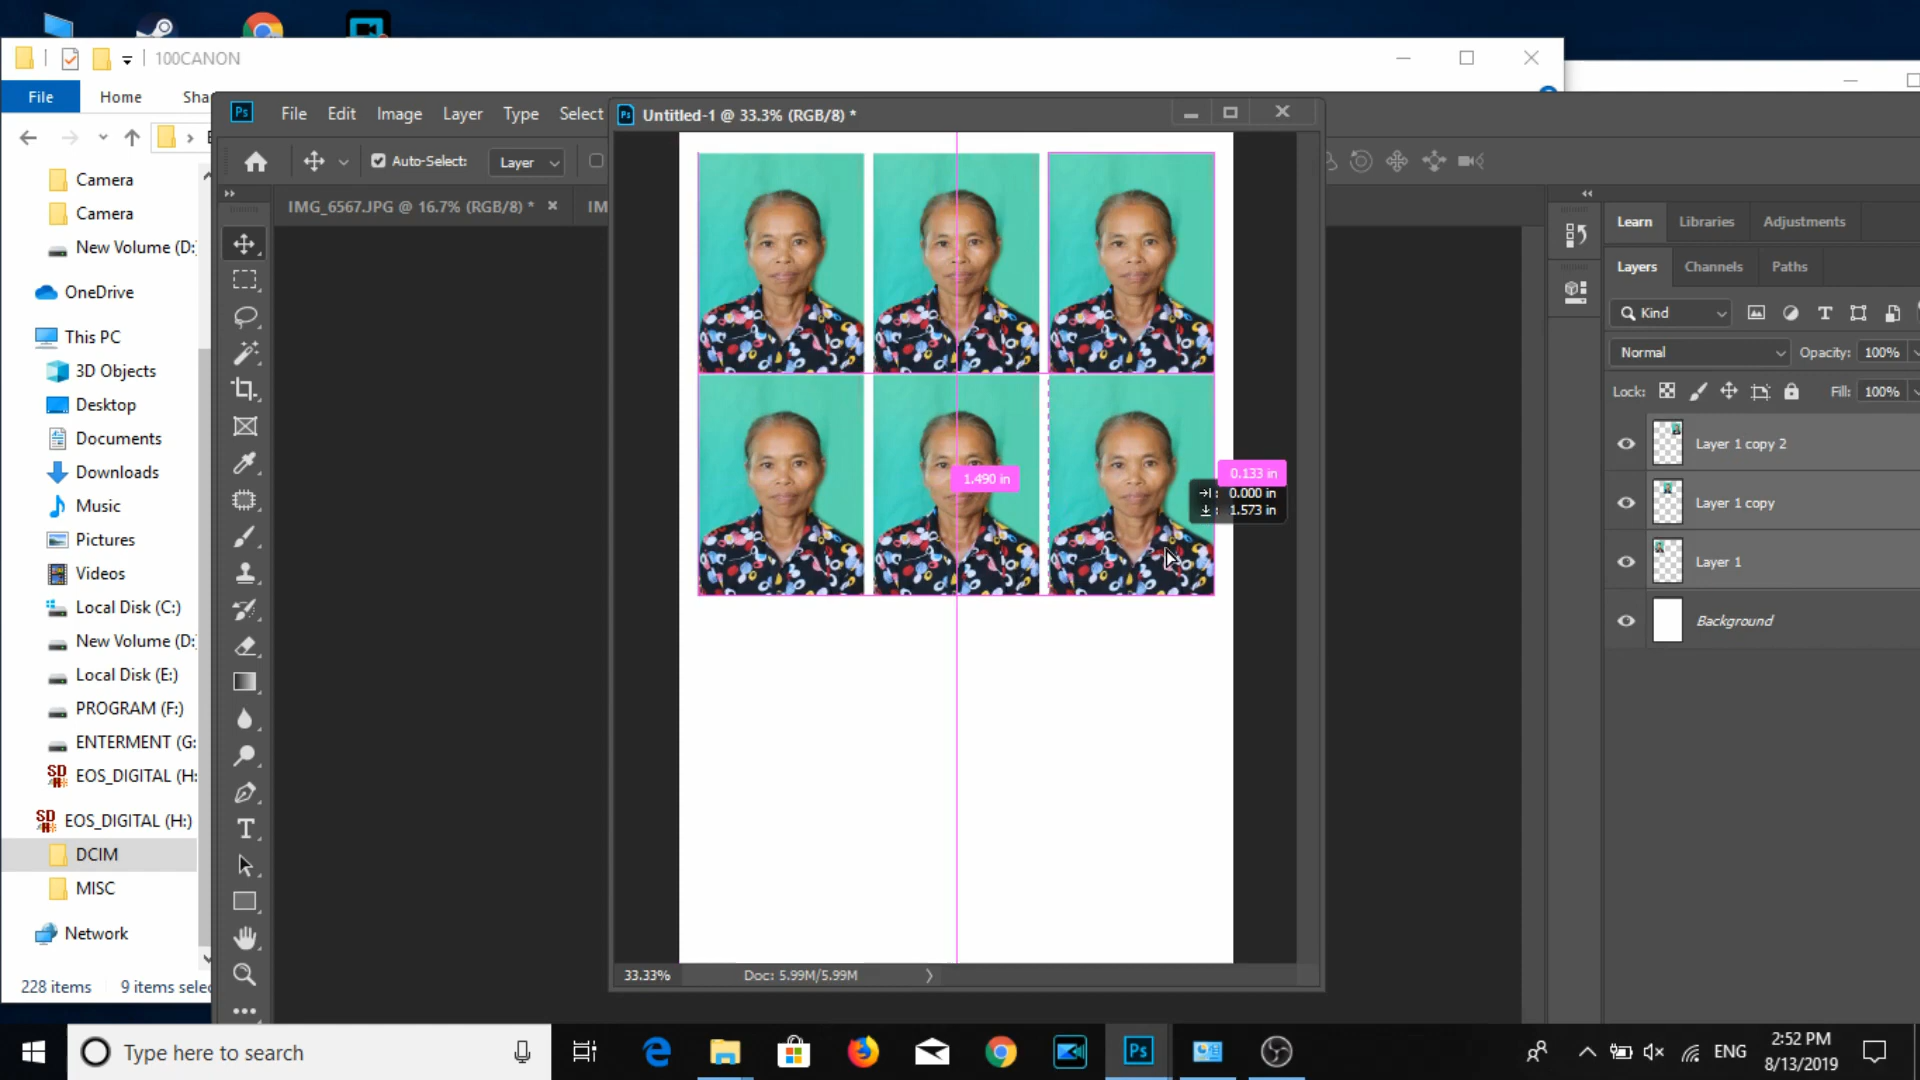 100CANON
File
Home
Sha
Ps
File
Edit
Image
Layer
Type
Select
Ps
Untitled-1 @ 33.3% (RGB/8) *
Auto-Select:
Layer
IMG_6567.JPG @ 16.7% (RGB/8) *
IM
Camera
Camera
New Volume (D:
OneDrive
This PC
3D Objects
Desktop
Documents
Downloads
Music
Pictures
Videos
Local Disk (C:)
New Volume (D:
Local Disk (E:)
PROGRAM (F:)
ENTERMENT (G:
SD EOS_DIGITAL (H:
SD EOS_DIGITAL (H:)
DCIM
MISC
Network
228 items
9 items selec
1.490 in
0.133 in
0.000 in
1.573 in
33.33%
Doc: 5.99M/5.99M
Learn
Libraries
Adjustments
Layers
Channels
Paths
Kind
Normal
Opacity:
100%
Lock:
Fill:
100%
Layer 1 copy 2
Layer 1 copy
Layer 1
Background
Type here to search
Ps
ENG
2:52 PM
8/13/2019